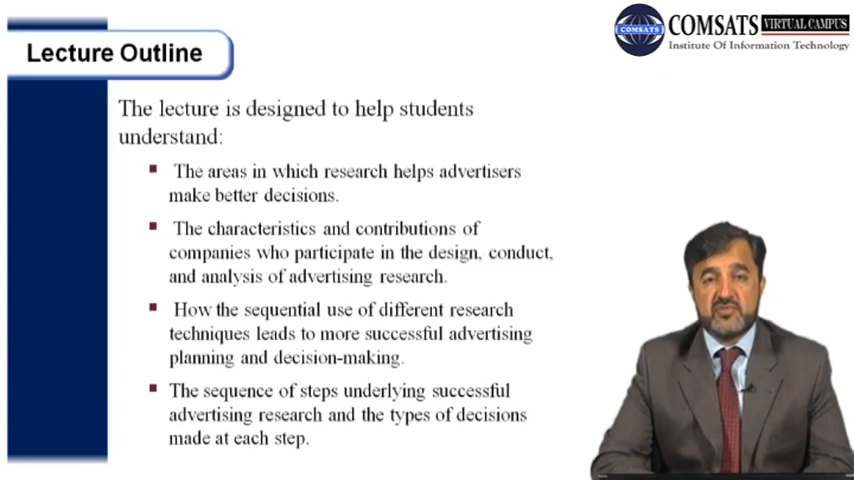 COMSATS VIRTUAL CAMPUS
COMSATS
Institute Of Information Technology
Lecture Outline
The lecture is designed to help students
understand:
The areas in which research helps advertisers
make better decisions.
The characteristics and contributions of
companies who participate in the design, conduct,
and analysis of advertising research.
How the sequential use of different research
techniques leads to more successful advertising
planning and decision-making.
The sequence of steps underlying successful
advertising research and the types of decisions
made at each step.